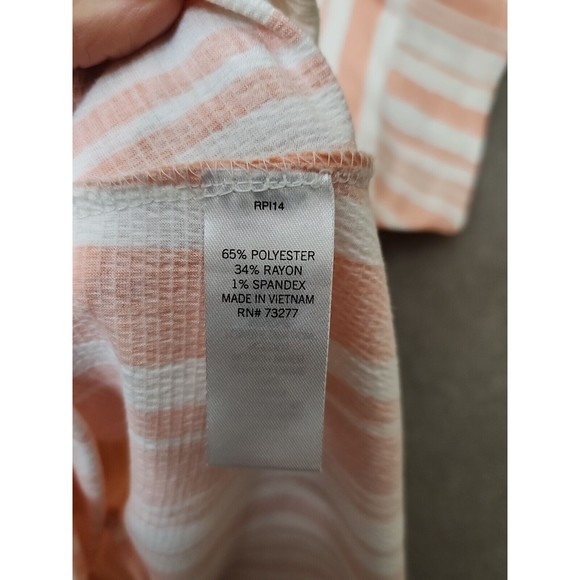 RPI14
65% POLYESTER
34% RAYON
1% SPANDEX
MADE IN VIETNAM
RN# 73277